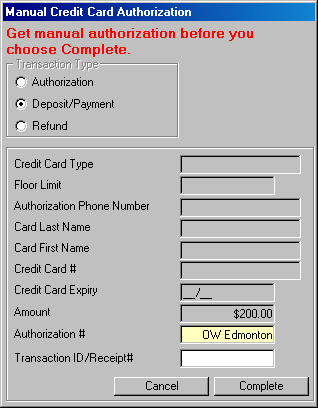 Manual Credit Card Authorization
Get manual authorization before you
choose Complete.
Transaction Type
Authorization
Deposit/Payment
Refund
Credit Card Type
Floor Limit
Authorization Phone Number
Card Last Name
Card First Name
Credit Card #
Credit Card Expiry __/__
Amount $200.00
Authorization # OW Edmonton
Transaction ID/Receipt#
Cancel Complete